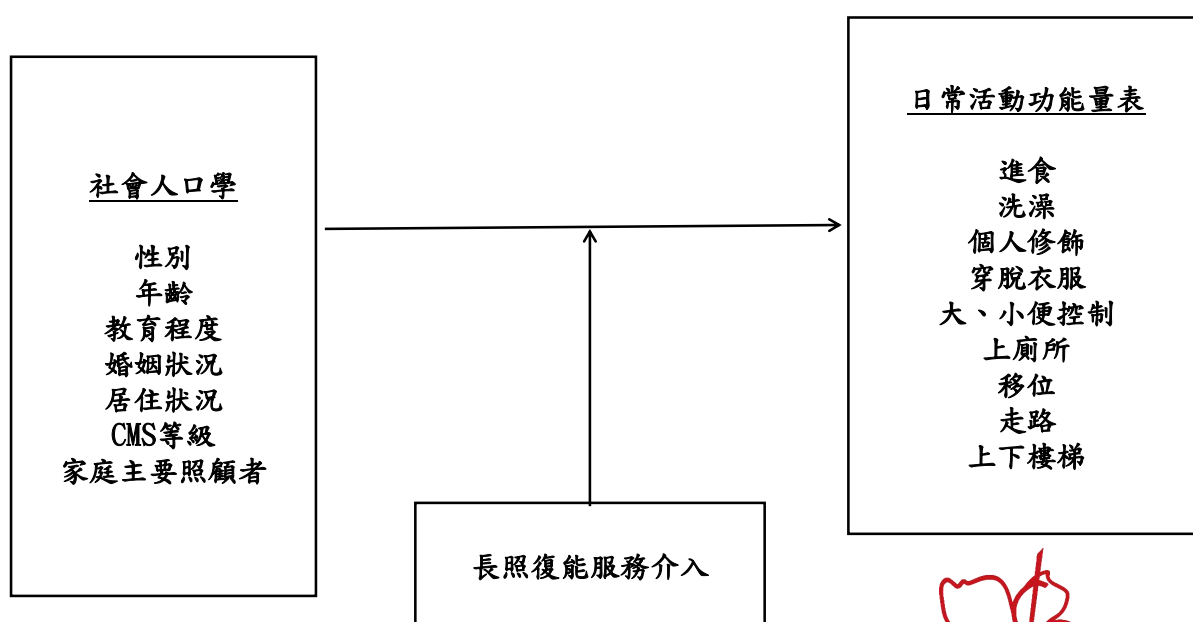 社會人口學
性別
年齡
教育程度
婚姻狀況
居住狀況
CMS等級
家庭主要照顧者
長照復能服務介入
日常活動功能量表
進食
洗澡
個人修飾
穿脫衣服
大、小便控制
上廁所
移位
走路
上下樓梯